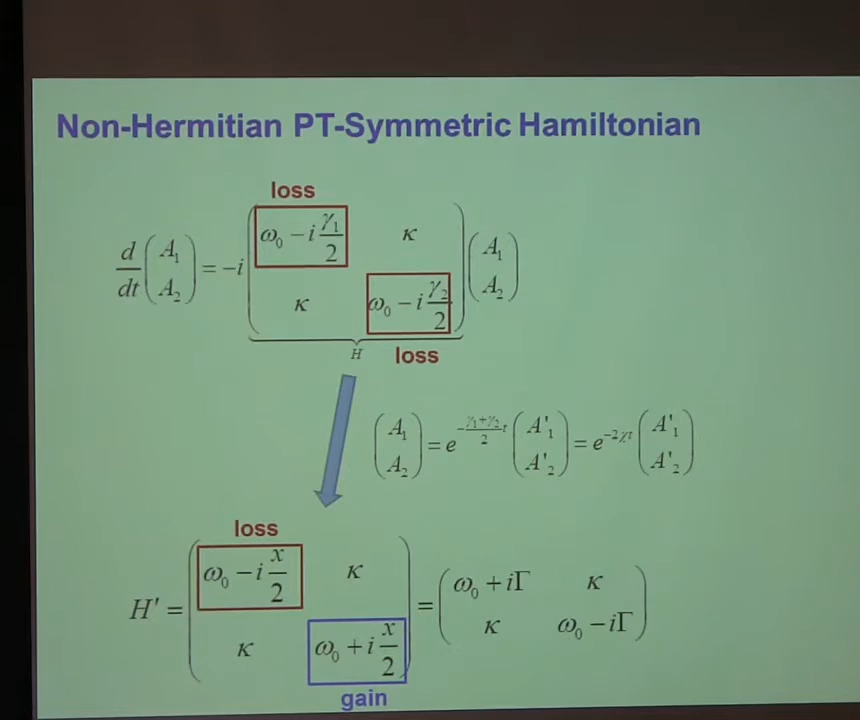 Non-Hermitian PT-Symmetric Hamiltonian
loss
d/dt (A₁ A₂) = -i (ω₀ - i γ₁/2 κ κ ω₀ - i γ₂/2) (A₁ A₂)
H loss
(A₁ A₂) = e^(-(γ₁+γ₂)/2 t) (A'₁ A'₂) = e^(-2χt) (A'₁ A'₂)
loss
H' = (ω₀ - i x/2 κ κ ω₀ + i x/2) = (ω₀ + iΓ κ κ ω₀ - iΓ)
gain